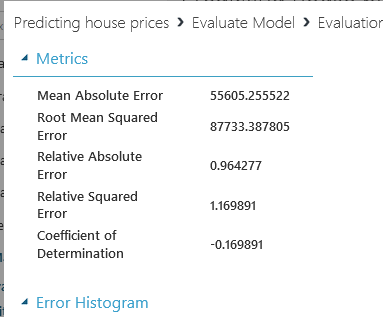 Predicting house prices > Evaluate Model > Evaluation
Metrics
Mean Absolute Error 55605.255522
Root Mean Squared
Error 87733.387805
Relative Absolute
Error 0.964277
Relative Squared
Error 1.169891
Coefficient of
Determination -0.169891
Error Histogram